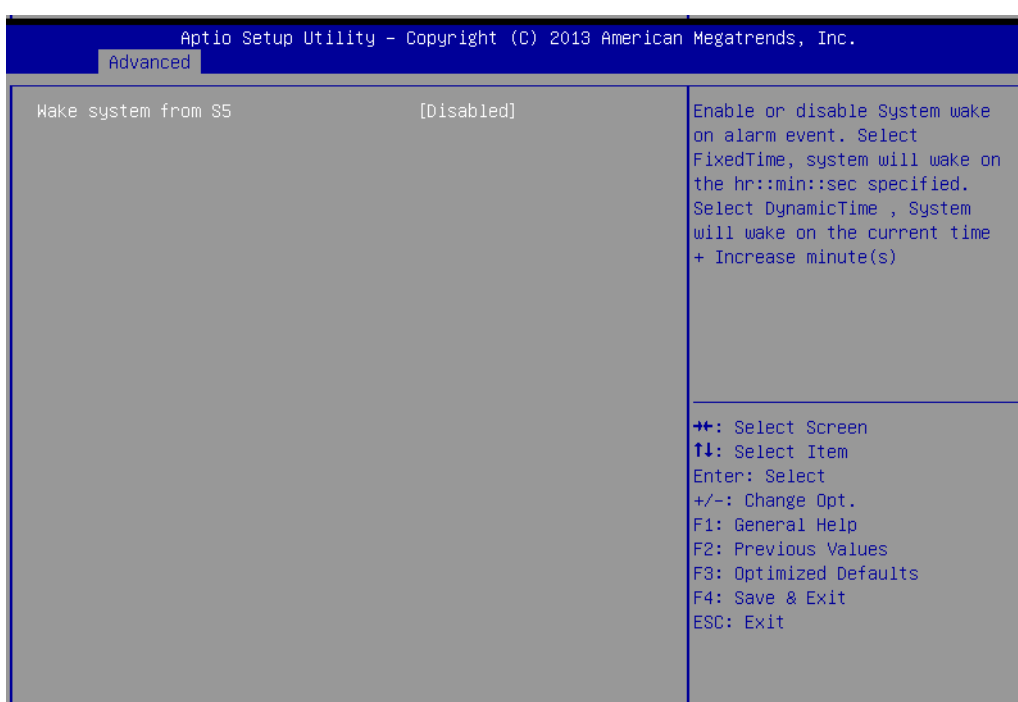 Aptio Setup Utility – Copyright (C) 2013 American Megatrends, Inc.
Advanced
Wake system from S5 [Disabled]
Enable or disable System wake
on alarm event. Select
FixedTime, system will wake on
the hr::min::sec specified.
Select DynamicTime , System
will wake on the current time
+ Increase minute(s)
→←: Select Screen
↑↓: Select Item
Enter: Select
+/-: Change Opt.
F1: General Help
F2: Previous Values
F3: Optimized Defaults
F4: Save & Exit
ESC: Exit